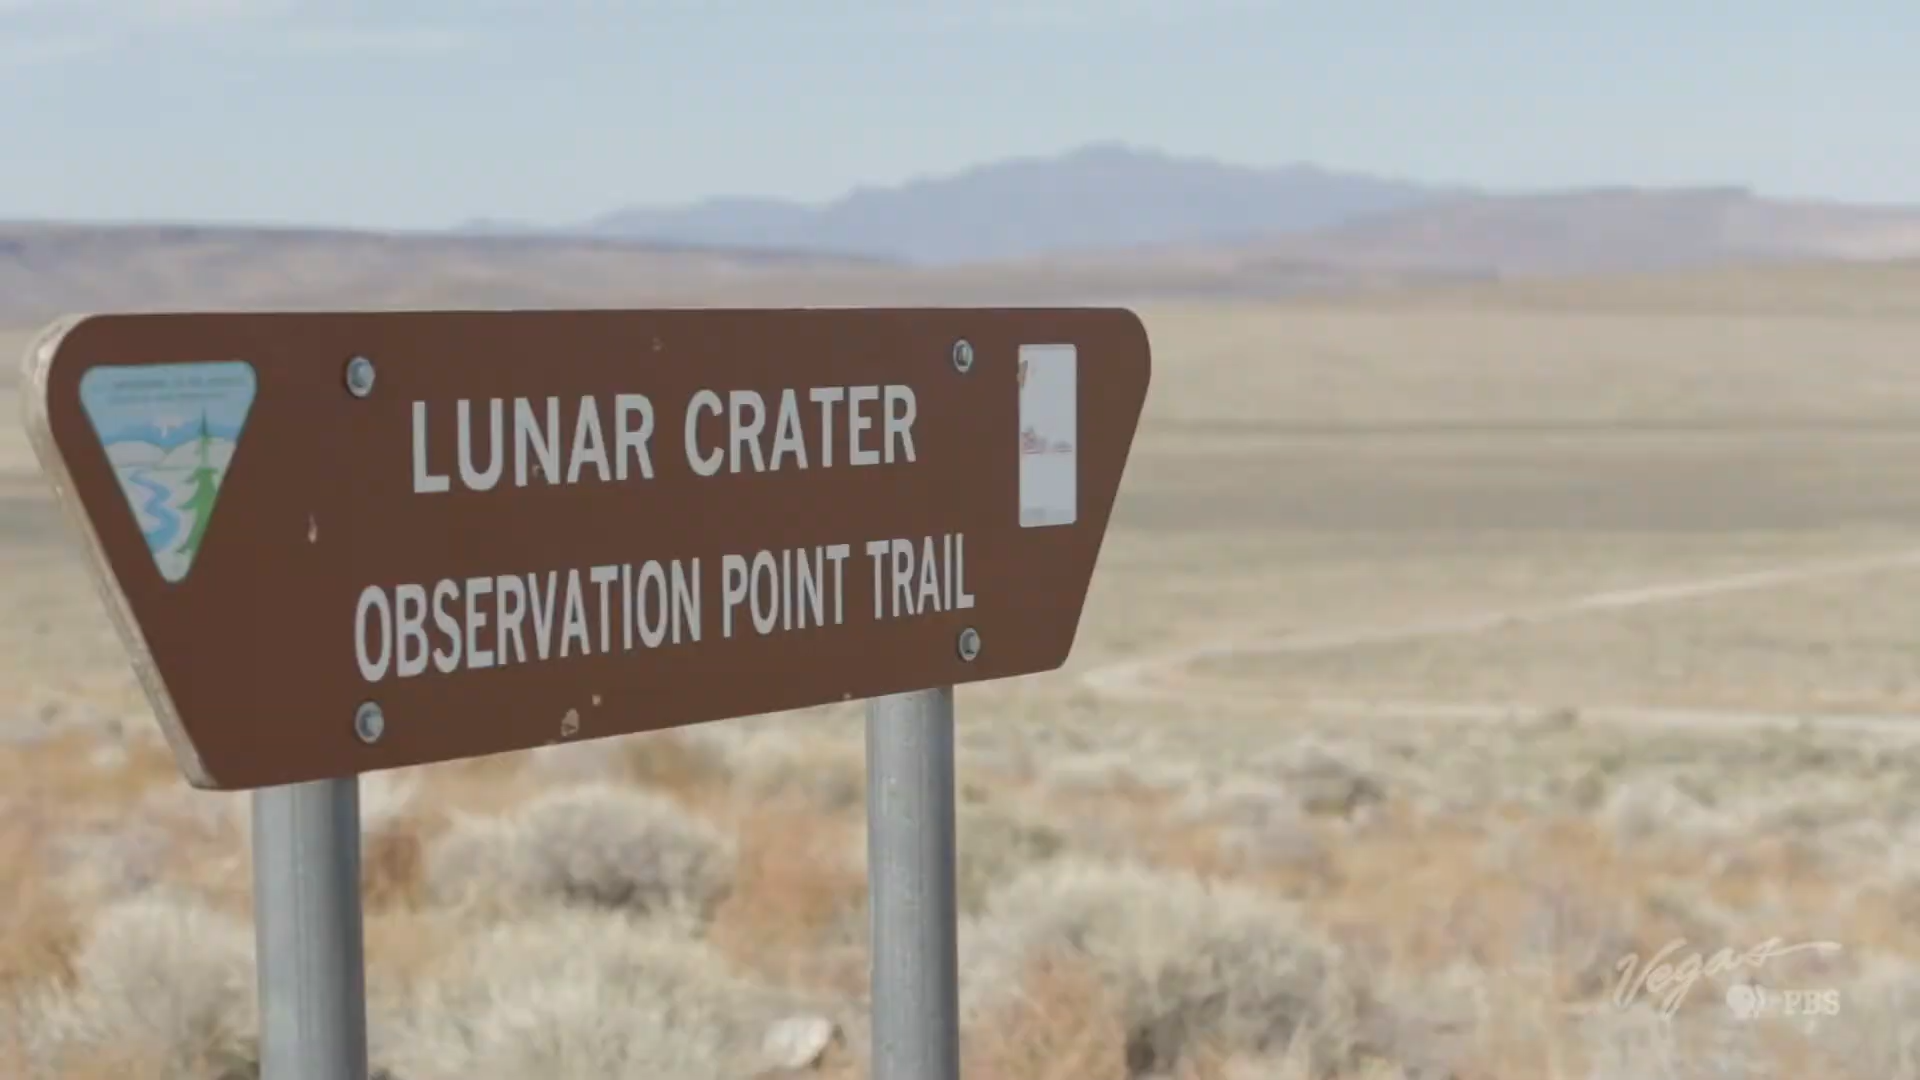 LUNAR CRATER
OBSERVATION POINT TRAIL
Vegas
PBS